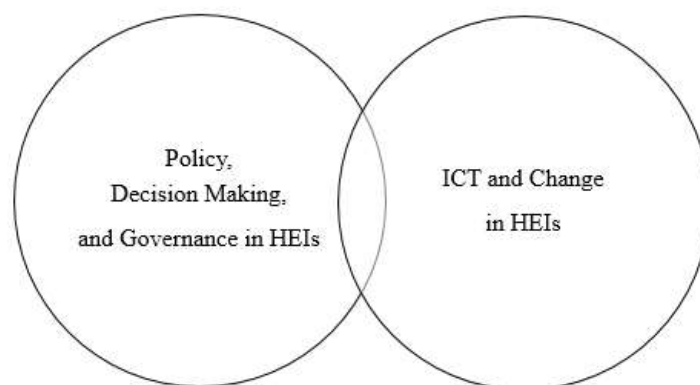 Policy,
Decision Making,
and Governance in HEIs
ICT and Change
in HEIs